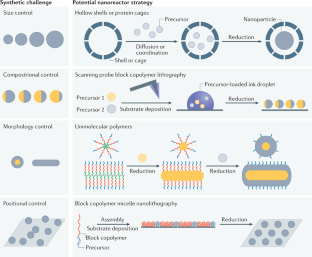 Synthetic challenge
Potential nanoreactor strategy
Size control
Hollow shells or protein cages
Precursor
Nanoparticle
Diffusion or
coordination
Reduction
Shell or cage
Compositional control
Scanning probe block copolymer lithography
Precursor-loaded ink droplet
Precursor 1
Precursor 2
Substrate deposition
Reduction
Morphology control
Unimolecular polymers
Reduction
Reduction
Positional control
Block copolymer micelle nanolithography
Assembly
Substrate deposition
Reduction
Block copolymer
Precursor